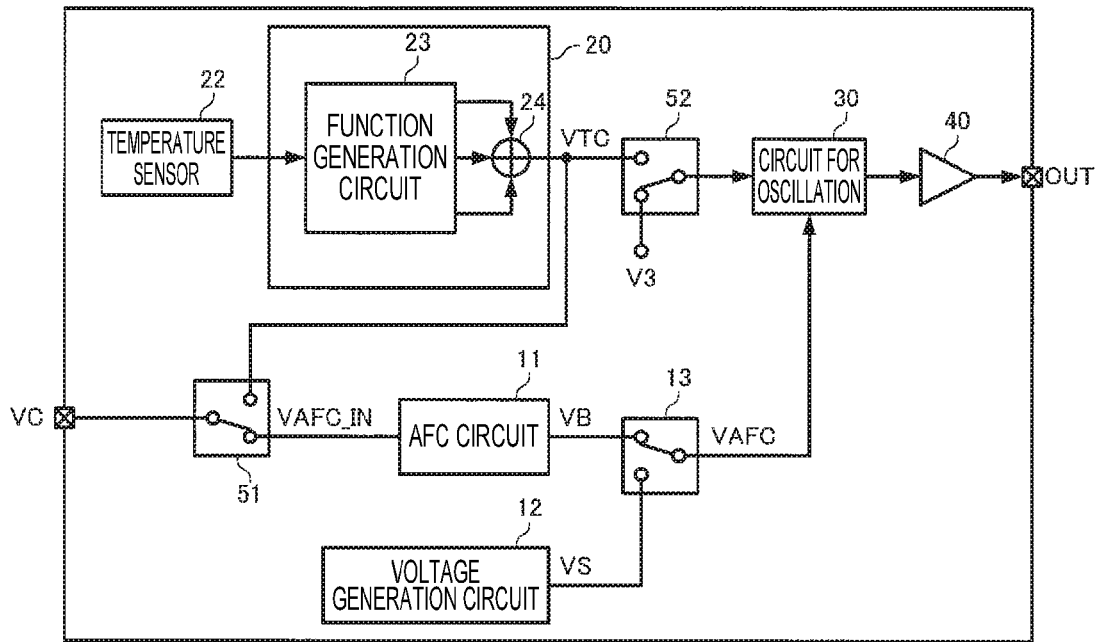 20
23
22
24
52
30
40
TEMPERATURE
SENSOR
FUNCTION
GENERATION
CIRCUIT
VTC
CIRCUIT FOR
OSCILLATION
OUT
V3
11
13
VC
VAFC_IN
AFC CIRCUIT
VB
VAFC
51
12
VOLTAGE
GENERATION CIRCUIT
VS